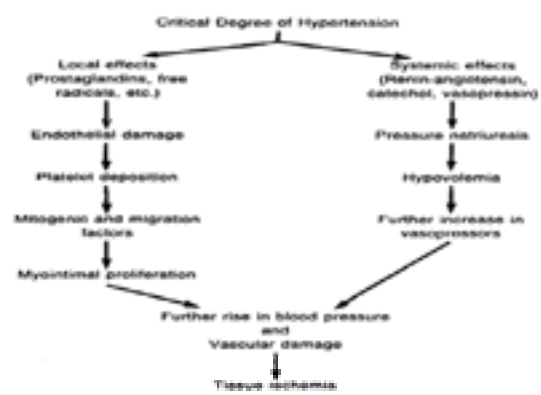 Critical Degree of Hypertension
Local effects
(Prostaglandins, free
radicals, etc.)
Endothelial damage
Platelet deposition
Mitogenic and migration
factors
Myointimal proliferation
Systemic effects
(Renin-angiotensin,
catechol, vasopressin)
Pressure natriuresis
Hypovolemia
Further increase in
vasopressors
Further rise in blood pressure
and
Vascular damage
Tissue ischemia